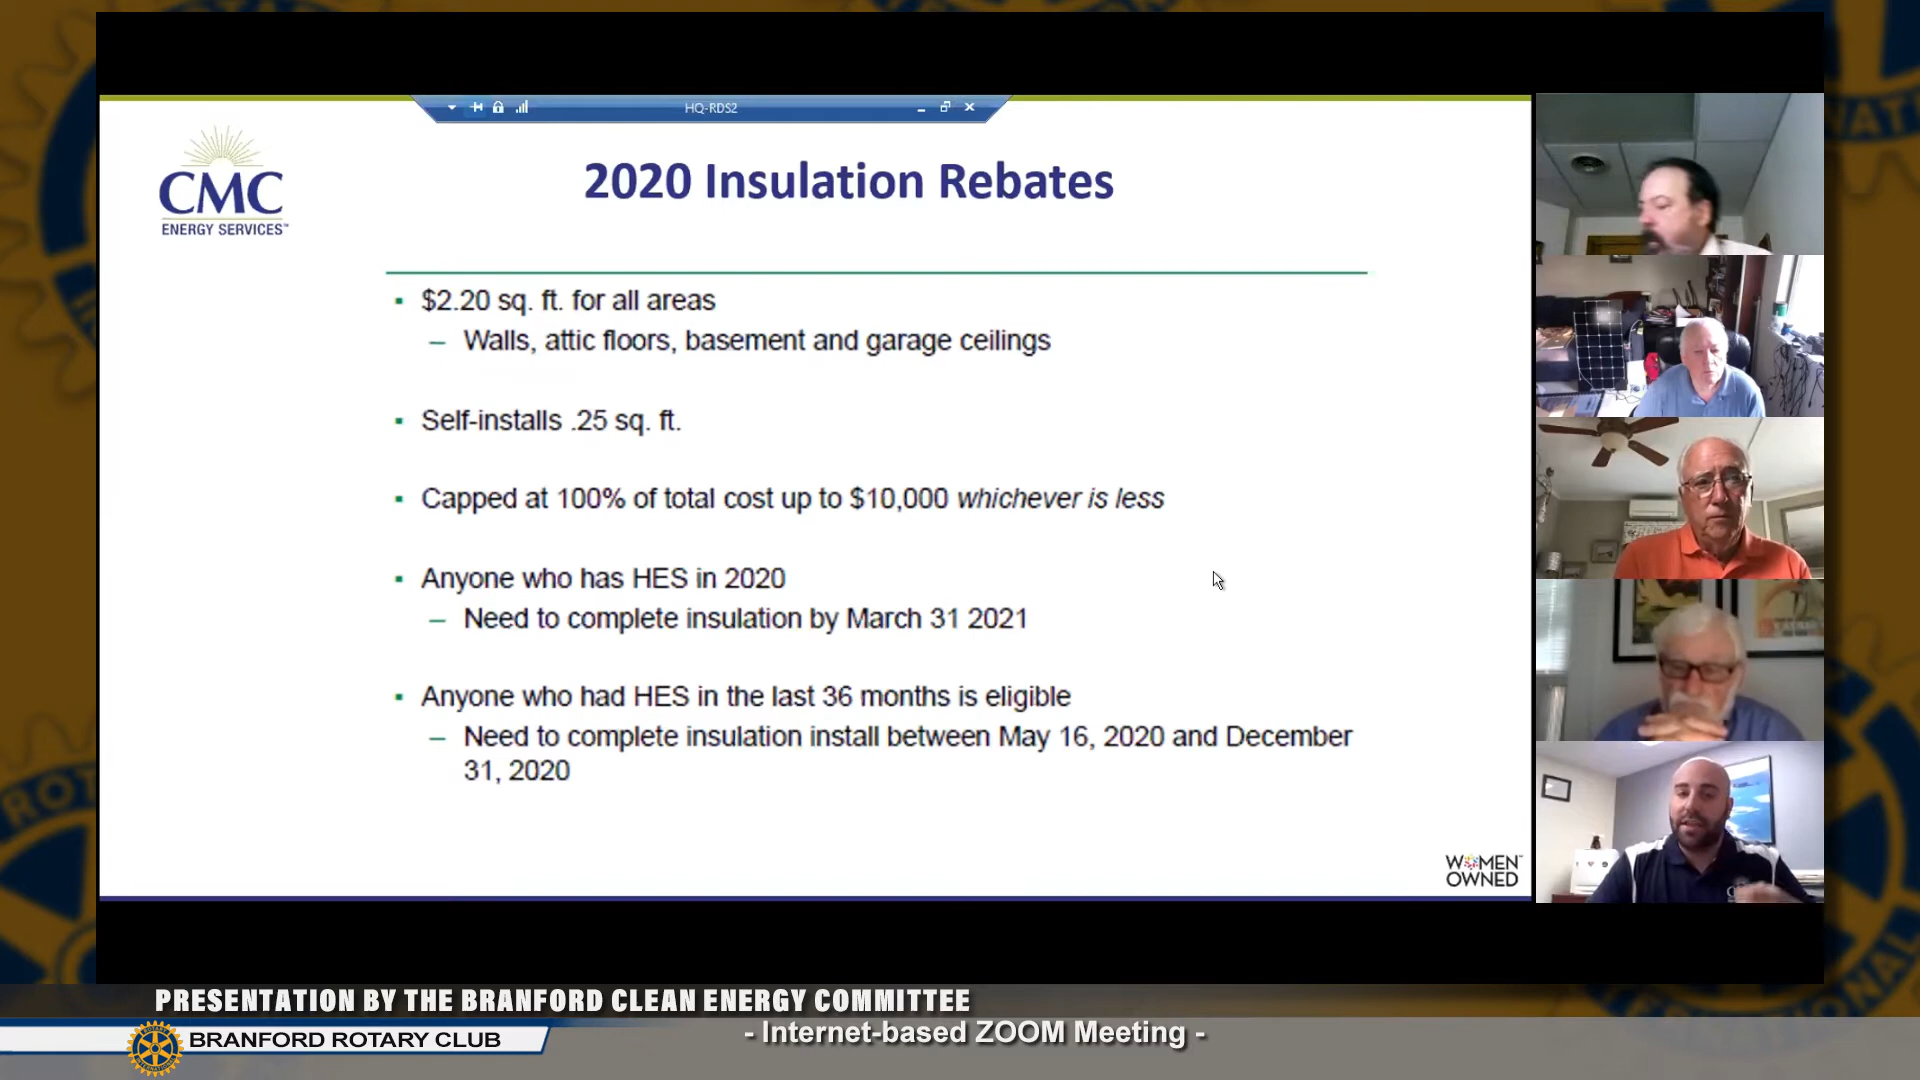 HQ-RDS2
CMC
ENERGY SERVICES™
2020 Insulation Rebates
▪ $2.20 sq. ft. for all areas
– Walls, attic floors, basement and garage ceilings
▪ Self-installs .25 sq. ft.
▪ Capped at 100% of total cost up to $10,000 whichever is less
▪ Anyone who has HES in 2020
– Need to complete insulation by March 31 2021
▪ Anyone who had HES in the last 36 months is eligible
– Need to complete insulation install between May 16, 2020 and December
31, 2020
WOMEN
OWNED
PRESENTATION BY THE BRANFORD CLEAN ENERGY COMMITTEE
BRANFORD ROTARY CLUB
- Internet-based ZOOM Meeting -